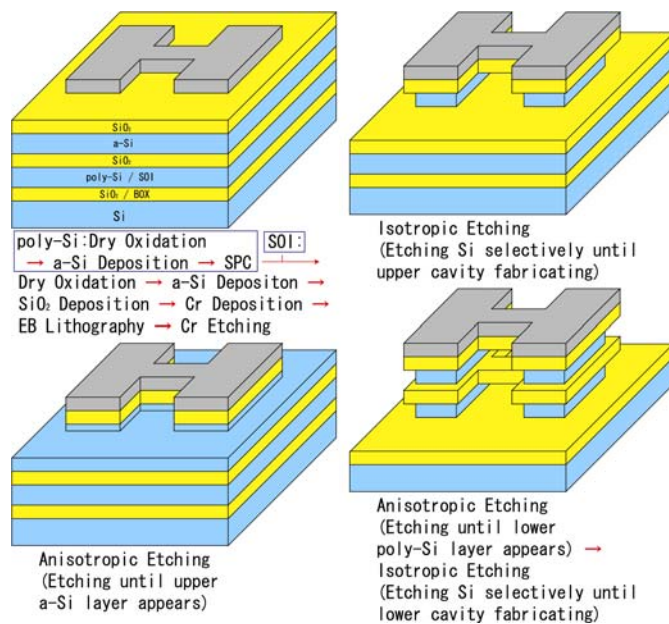 SiO₂
a-Si
SiO₂
poly-Si / SOI
SiO₂ / BOX
Si
poly-Si:Dry Oxidation
→ a-Si Deposition → SPC
SOI:
→
Dry Oxidation → a-Si Depositon →
SiO₂ Deposition → Cr Deposition →
EB Lithography → Cr Etching
Isotropic Etching
(Etching Si selectively until
upper cavity fabricating)
Anisotropic Etching
(Etching until upper
a-Si layer appears)
Anisotropic Etching
(Etching until lower
poly-Si layer appears) →
Isotropic Etching
(Etching Si selectively until
lower cavity fabricating)